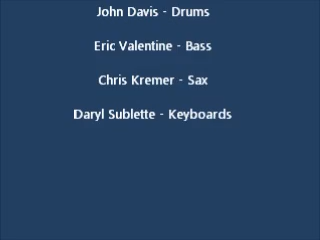 John Davis - Drums
Eric Valentine - Bass
Chris Kremer - Sax
Daryl Sublette - Keyboards